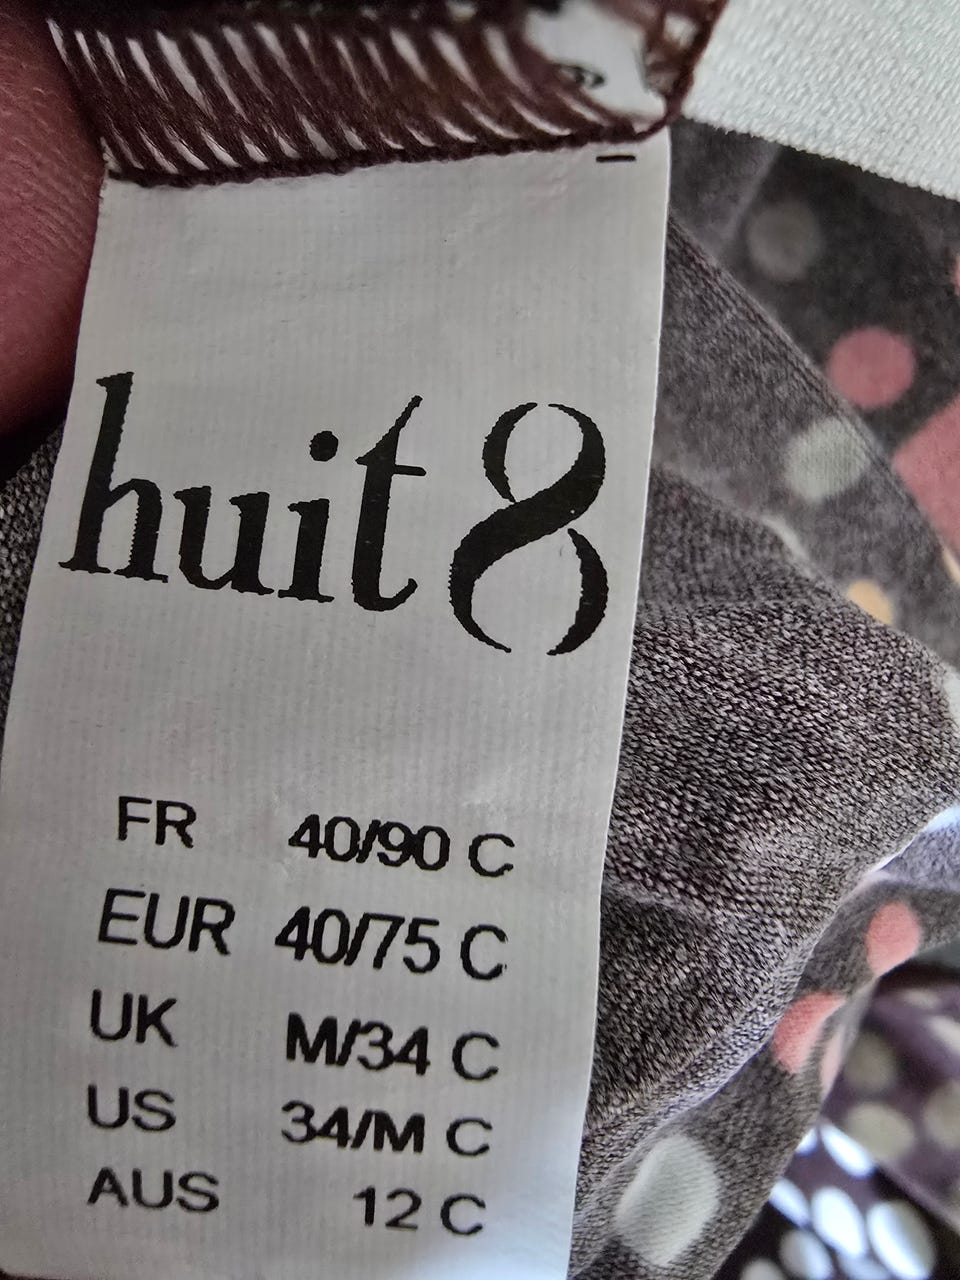 huit 8
FR 40/90 C
EUR 40/75 C
UK M/34 C
US 34/M C
AUS 12 C